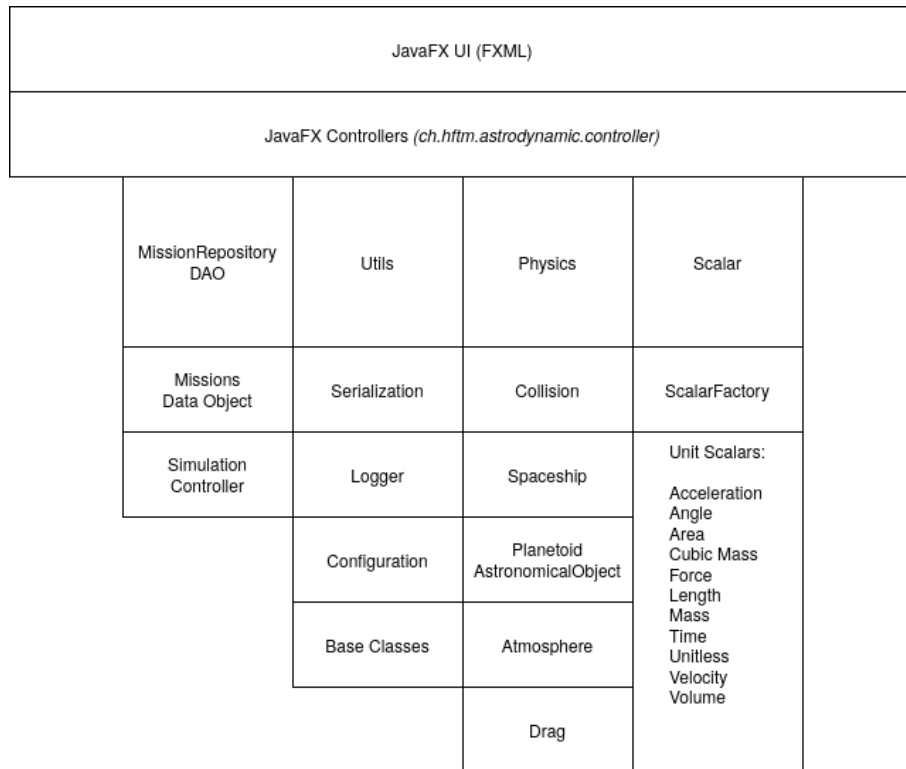 JavaFX UI (FXML)
JavaFX Controllers (ch.hftm.astrodynamic.controller)
MissionRepository
DAO
Utils
Physics
Scalar
Missions
Data Object
Serialization
Collision
ScalarFactory
Simulation
Controller
Logger
Spaceship
Unit Scalars:
Acceleration
Angle
Area
Cubic Mass
Force
Length
Mass
Time
Unitless
Velocity
Volume
Configuration
Planetoid
AstronomicalObject
Base Classes
Atmosphere
Drag